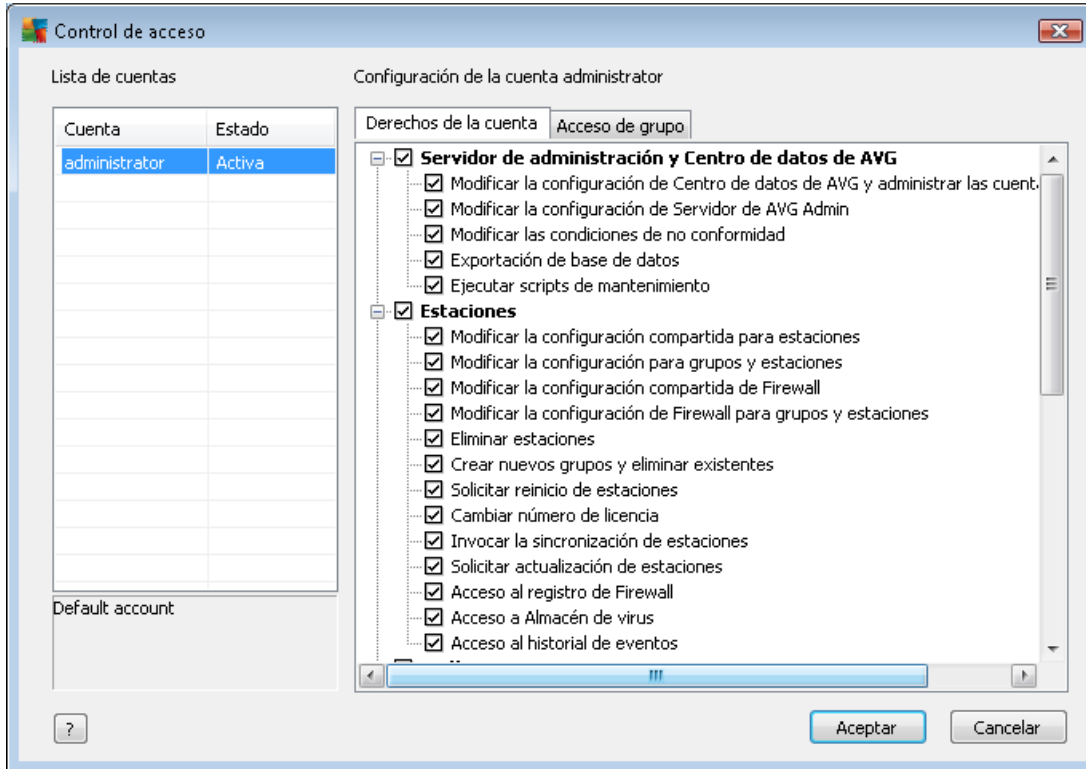 Control de acceso
Lista de cuentas
Configuración de la cuenta administrator
Cuenta Estado
administrator Activa
Default account
Derechos de la cuenta Acceso de grupo
Servidor de administración y Centro de datos de AVG
Modificar la configuración de Centro de datos de AVG y administrar las cuent
Modificar la configuración de Servidor de AVG Admin
Modificar las condiciones de no conformidad
Exportación de base de datos
Ejecutar scripts de mantenimiento
Estaciones
Modificar la configuración compartida para estaciones
Modificar la configuración para grupos y estaciones
Modificar la configuración compartida de Firewall
Modificar la configuración de Firewall para grupos y estaciones
Eliminar estaciones
Crear nuevos grupos y eliminar existentes
Solicitar reinicio de estaciones
Cambiar número de licencia
Invocar la sincronización de estaciones
Solicitar actualización de estaciones
Acceso al registro de Firewall
Acceso a Almacén de virus
Acceso al historial de eventos
?
Aceptar
Cancelar